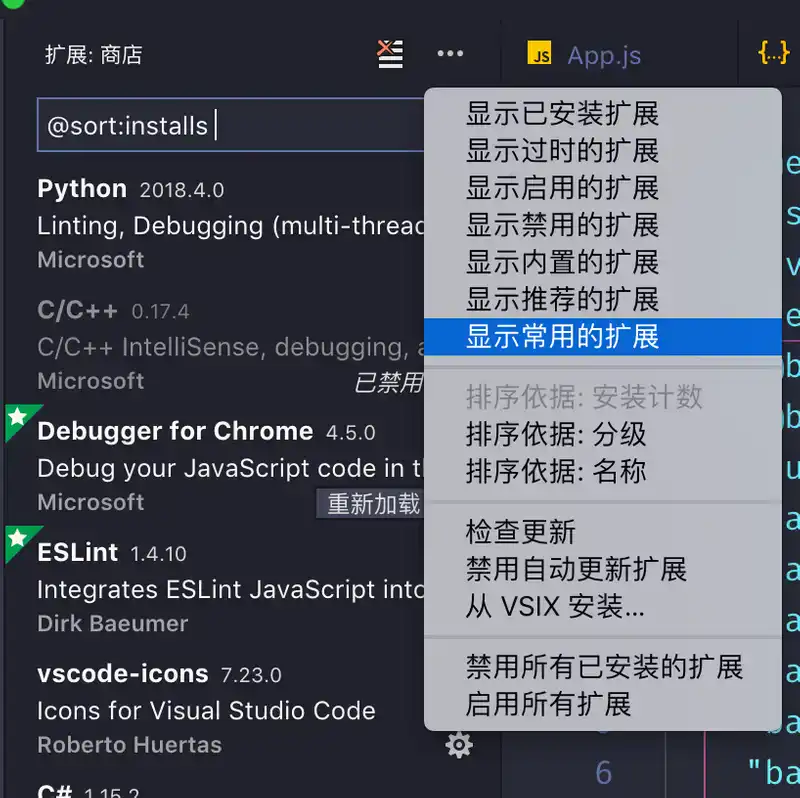 扩展: 商店
App.js
@sort:installs
Python 2018.4.0
Linting, Debugging (multi-thread
Microsoft
C/C++ 0.17.4
C/C++ IntelliSense, debugging, a
Microsoft
已禁用
Debugger for Chrome 4.5.0
Debug your JavaScript code in th
Microsoft
重新加载
ESLint 1.4.10
Integrates ESLint JavaScript into
Dirk Baeumer
vscode-icons 7.23.0
Icons for Visual Studio Code
Roberto Huertas
C# 1.15.2
显示已安装扩展
显示过时的扩展
显示启用的扩展
显示禁用的扩展
显示内置的扩展
显示推荐的扩展
显示常用的扩展
排序依据: 安装计数
排序依据: 分级
排序依据: 名称
检查更新
禁用自动更新扩展
从 VSIX 安装...
禁用所有已安装的扩展
启用所有扩展
6
"ba